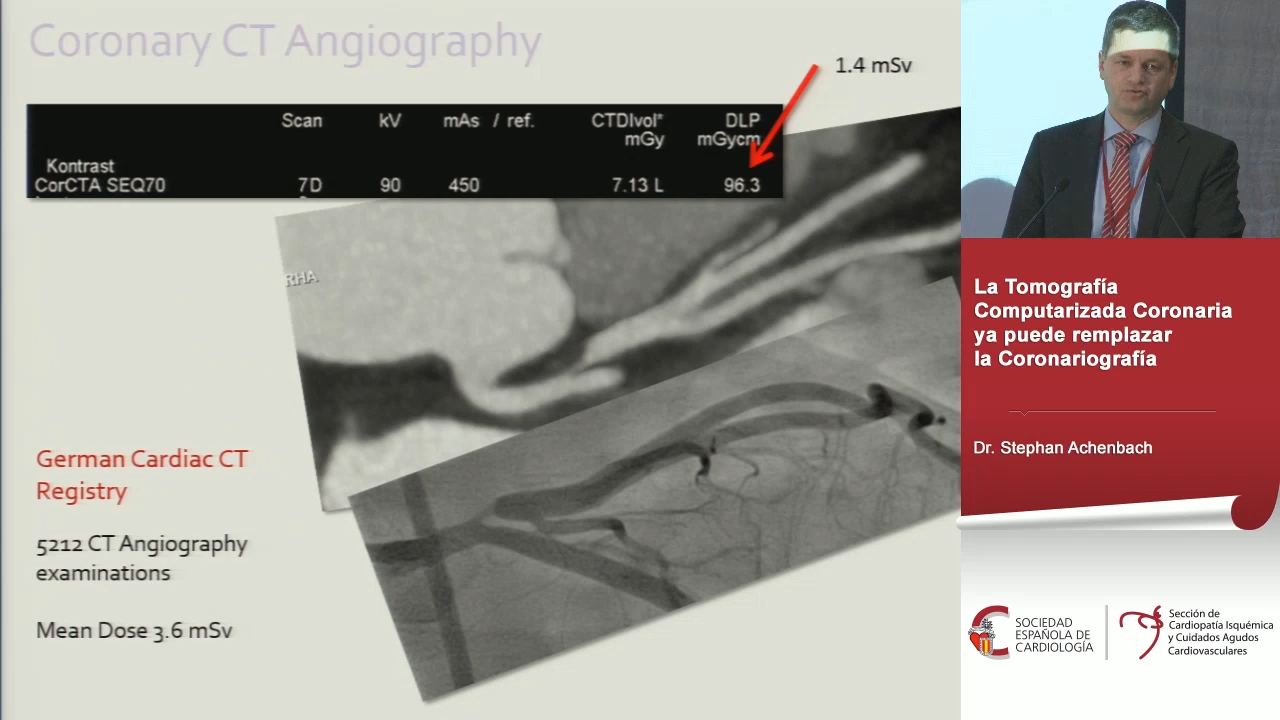 Coronary CT Angiography
1.4 mSv
Scan kV mAs / ref. CTDIvol* DLP
mGy mGycm
Kontrast
CorCTA SEQ70 7D 90 450 7.13 L 96.3
RHA
German Cardiac CT
Registry
5212 CT Angiography
examinations
Mean Dose 3.6 mSv
La Tomografía
Computarizada Coronaria
ya puede remplazar
la Coronariografía
Dr. Stephan Achenbach
SOCIEDAD
ESPAÑOLA DE
CARDIOLOGÍA
Sección de
Cardiopatía Isquémica
y Cuidados Agudos
Cardiovasculares